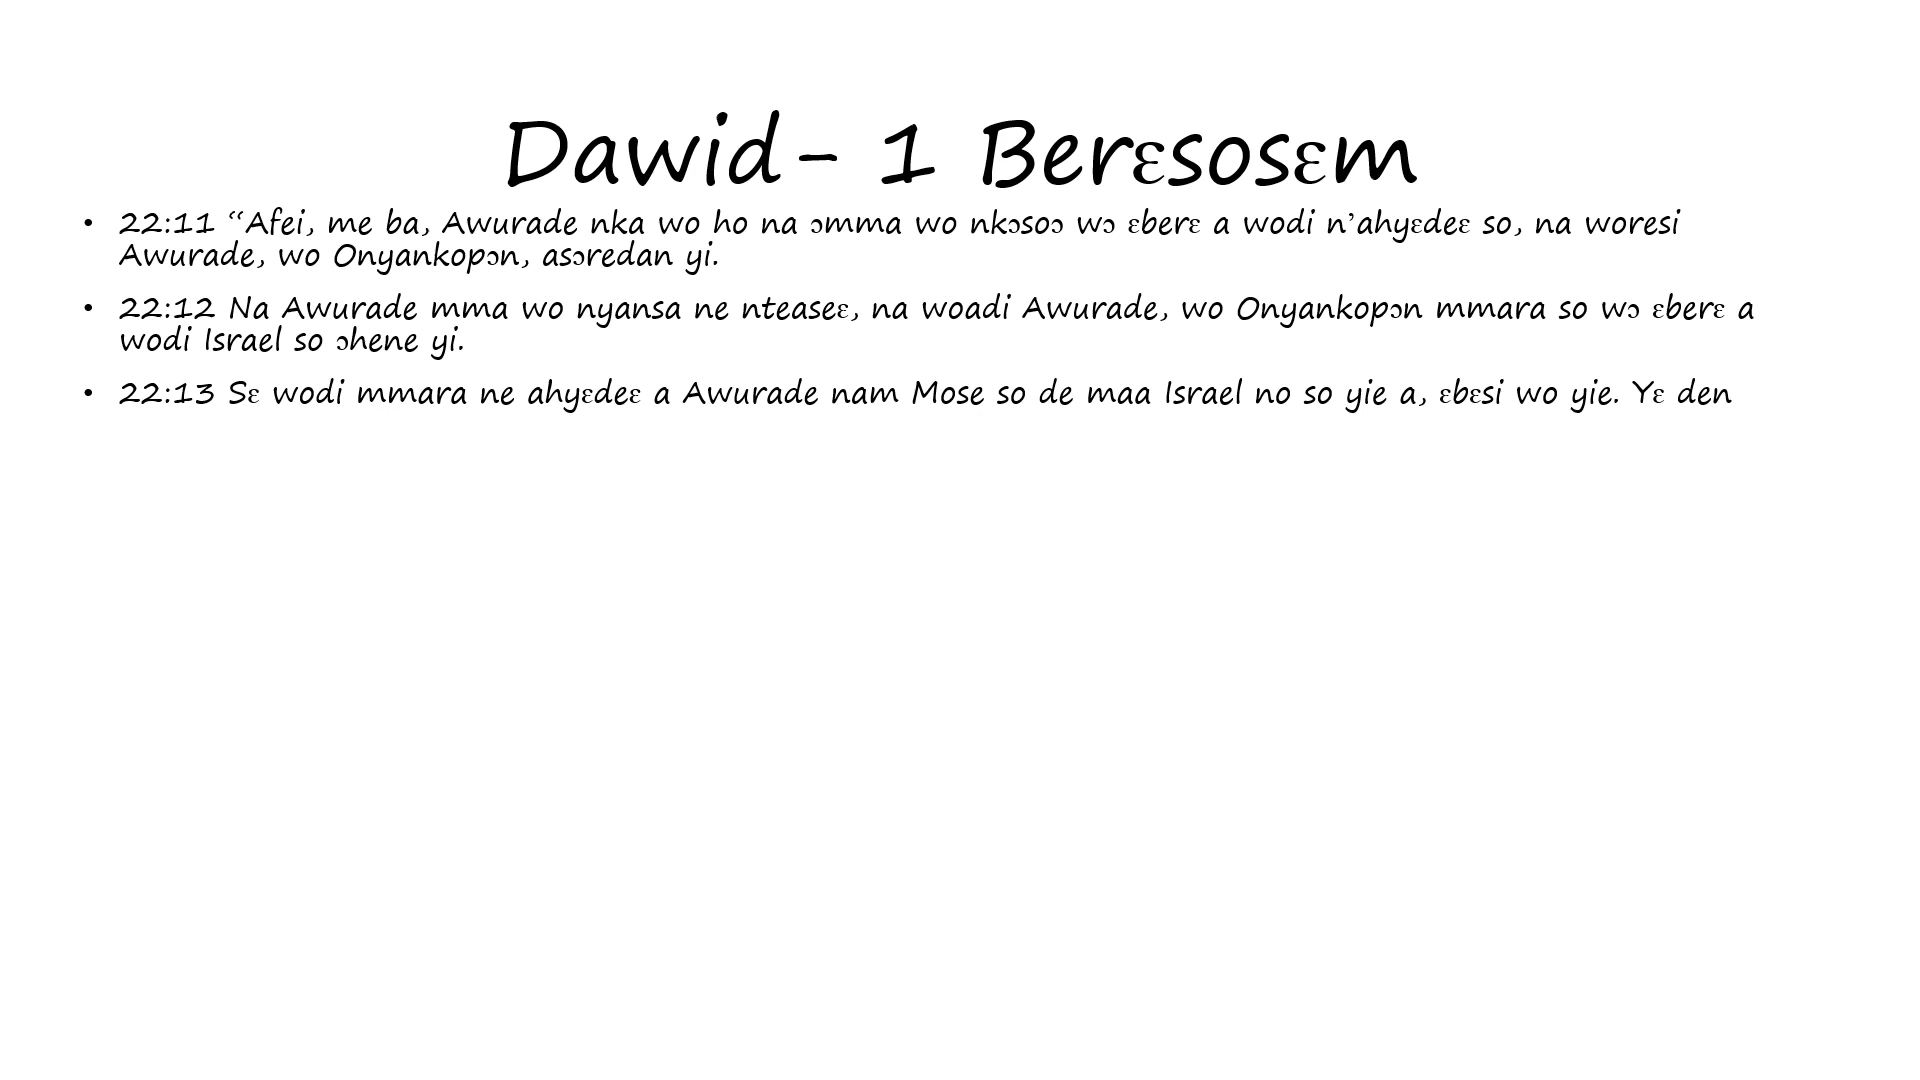 Dawid- 1 Berɛsosɛm
• 22:11 “Afei, me ba, Awurade nka wo ho na ɔmma wo nkɔsoɔ wɔ ɛberɛ a wodi n’ahyɛdeɛ so, na woresi
Awurade, wo Onyankopɔn, asɔredan yi.
• 22:12 Na Awurade mma wo nyansa ne nteaseɛ, na woadi Awurade, wo Onyankopɔn mmara so wɔ ɛberɛ a
wodi Israel so ɔhene yi.
• 22:13 Sɛ wodi mmara ne ahyɛdeɛ a Awurade nam Mose so de maa Israel no so yie a, ɛbɛsi wo yie. Yɛ den